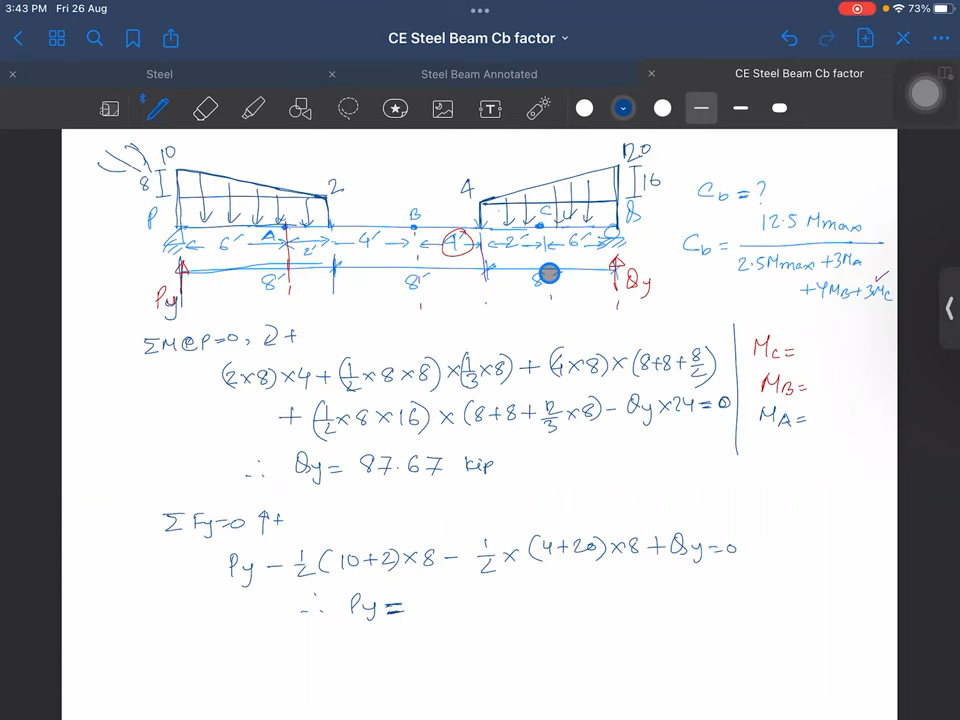 3:43 PM Fri 26 Aug
73%
CE Steel Beam Cb factor
Steel
Steel Beam Annotated
CE Steel Beam Cb factor
T
10
20
8
2
4
16
P
A
B
C
Q
6' 2' 4' 4' 2' 6'
8' 8' 8'
Py
Qy
Cb = ?
Cb = 12.5 Mmax
2.5 Mmax + 3MA
+ 4MB + 3MC ✓
ΣM@P=0, +
(2×8)×4 + (1/2×8×8)×(1/3×8) + (4×8)×(8+8+8/2)
+ (1/2×8×16)×(8+8+2/3×8) − Qy×24=0
∴ Qy = 87.67 kip
MC =
MB =
MA =
ΣFy=0 ↑+
Py − 1/2(10+2)×8 − 1/2×(4+20)×8 + Qy=0
∴ Py =